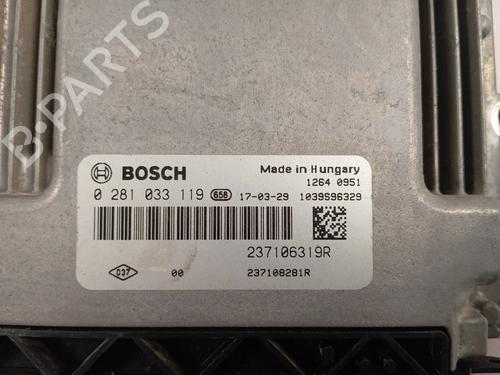 B-PARTS
BOSCH
Made in Hungary
1264 0951
0 281 033 119 658 17-03-29 1039S96329
237106319R
037 00 237108281R